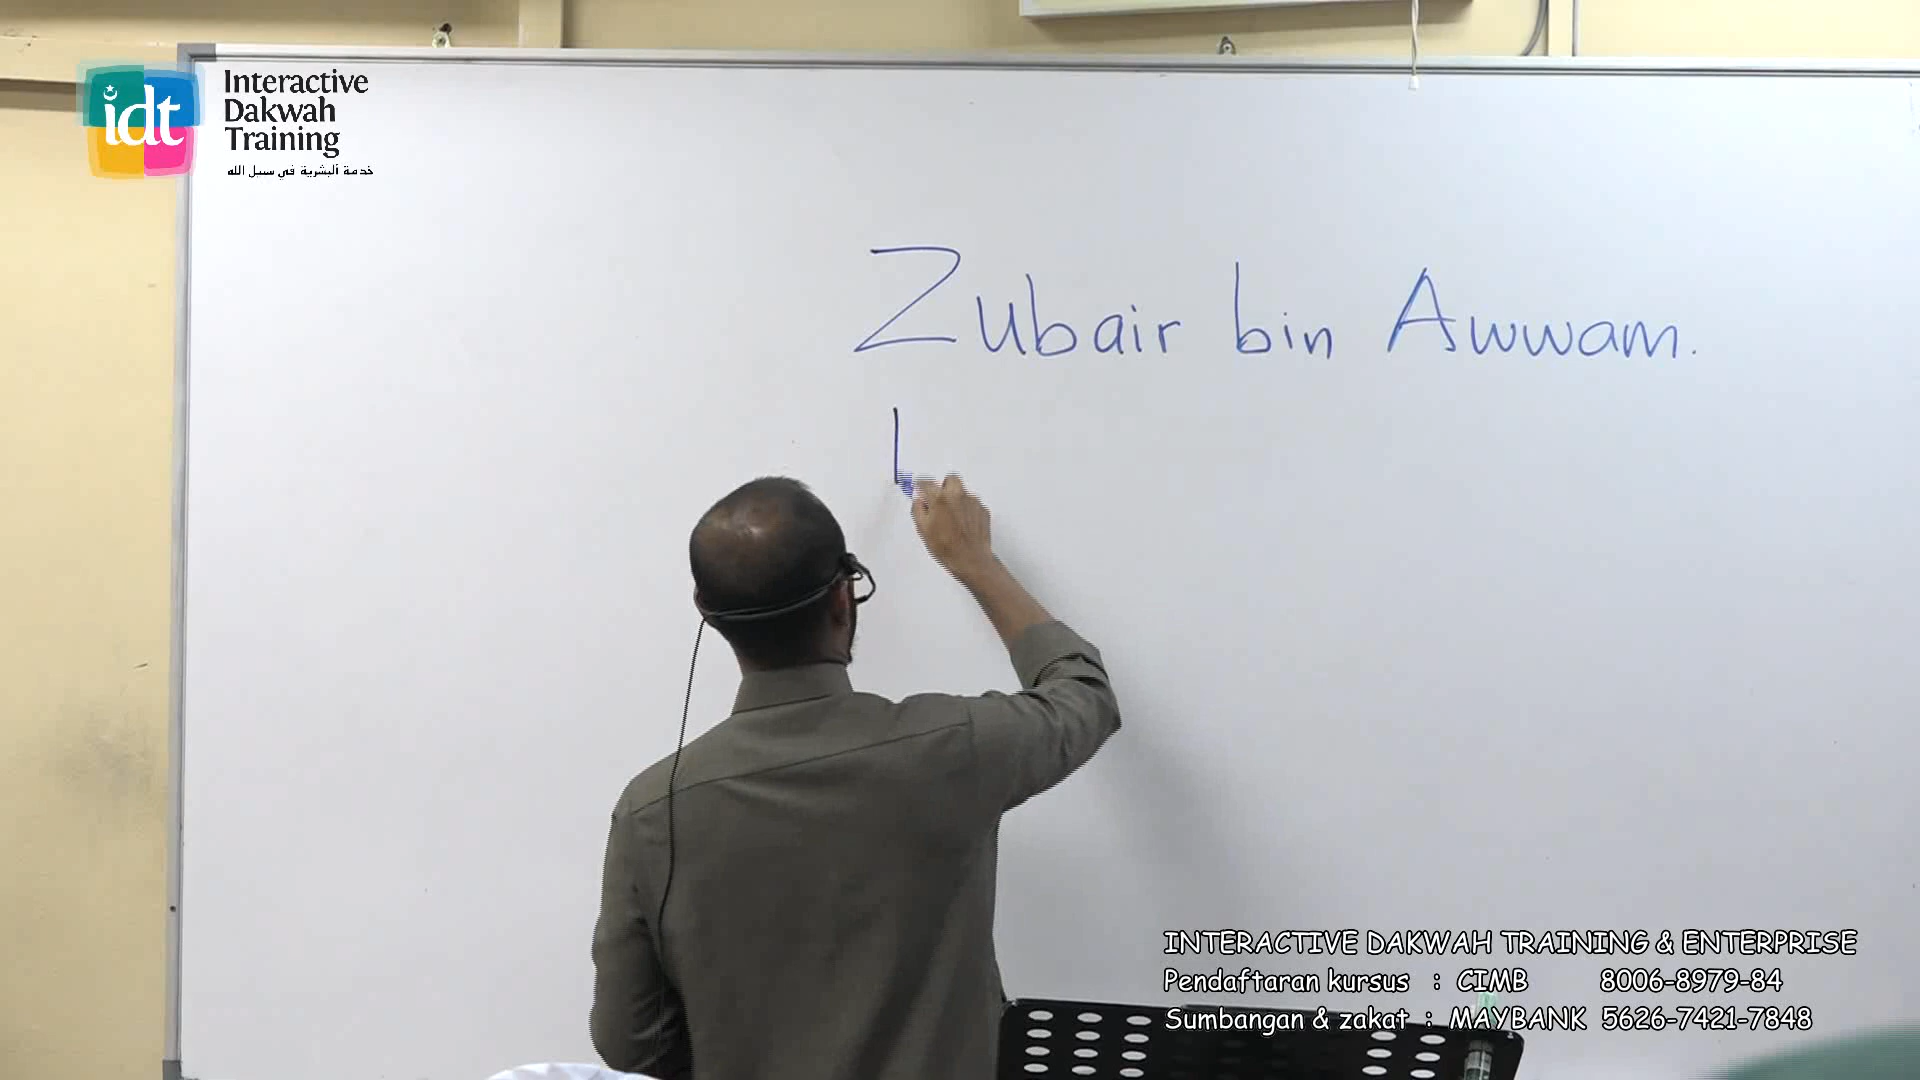 idt
Interactive
Dakwah
Training
خدمة البشرية في سبيل الله
Zubair bin Awwam.
INTERACTIVE DAKWAH TRAINING & ENTERPRISE
Pendaftaran kursus : CIMB 8006-8979-84
Sumbangan & zakat : MAYBANK 5626-7421-7848